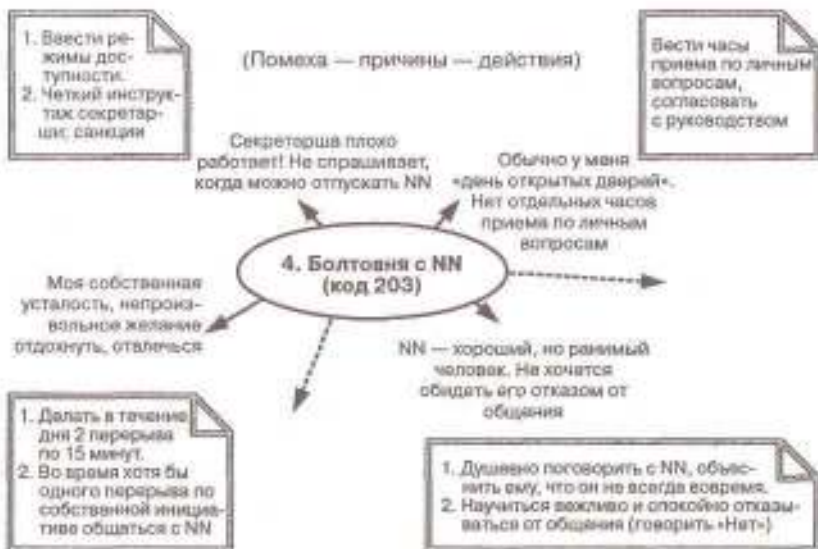 1. Ввести ре-
жимы дос-
тупности.
2. Четкий инструк-
таж секретар-
ши; санкции
(Помеха — причины — действия)
Вести часы
приема по личным
вопросам,
согласовать
с руководством
Секреторша плохо
работает! Не спрашивает,
когда можно отпускать NN
Обычно у меня
«день открытых дверей».
Нет отдельных часов
приема по личным
вопросам
4. Болтовня с NN
(код 203)
Моя собственная
усталость, непроиз-
вольное желание
отдохнуть, отвлечься
NN — хороший, но ранимый
человек. Не хочется
обидеть его отказом от
общения
1. Делать в течение
дня 2 перерыва
по 15 минут.
2. Во время хотя бы
одного перерыва по
собственной инициа-
тиве общаться с NN
1. Душевно поговорить с NN, объяс-
нить ему, что он не всегда вовремя.
2. Научиться вежливо и спокойно отказы-
ваться от общения (говорить «Нет»)